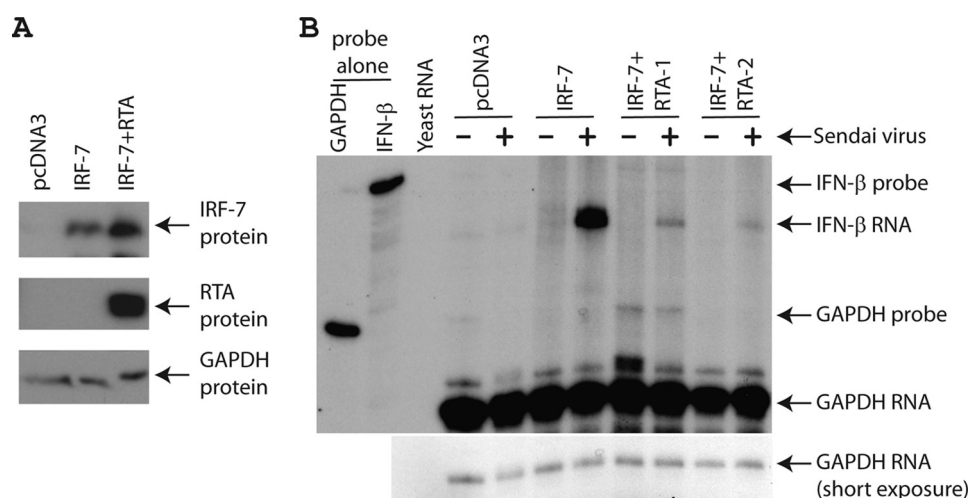 A
pcDNA3
IRF-7
IRF-7+RTA
IRF-7
protein
RTA
protein
GAPDH
protein
B
probe
alone
GAPDH
IFN-β
Yeast RNA
pcDNA3
IRF-7
IRF-7+
RTA-1
IRF-7+
RTA-2
− + − + − + − +
Sendai virus
IFN-β probe
IFN-β RNA
GAPDH probe
GAPDH RNA
GAPDH RNA
(short exposure)